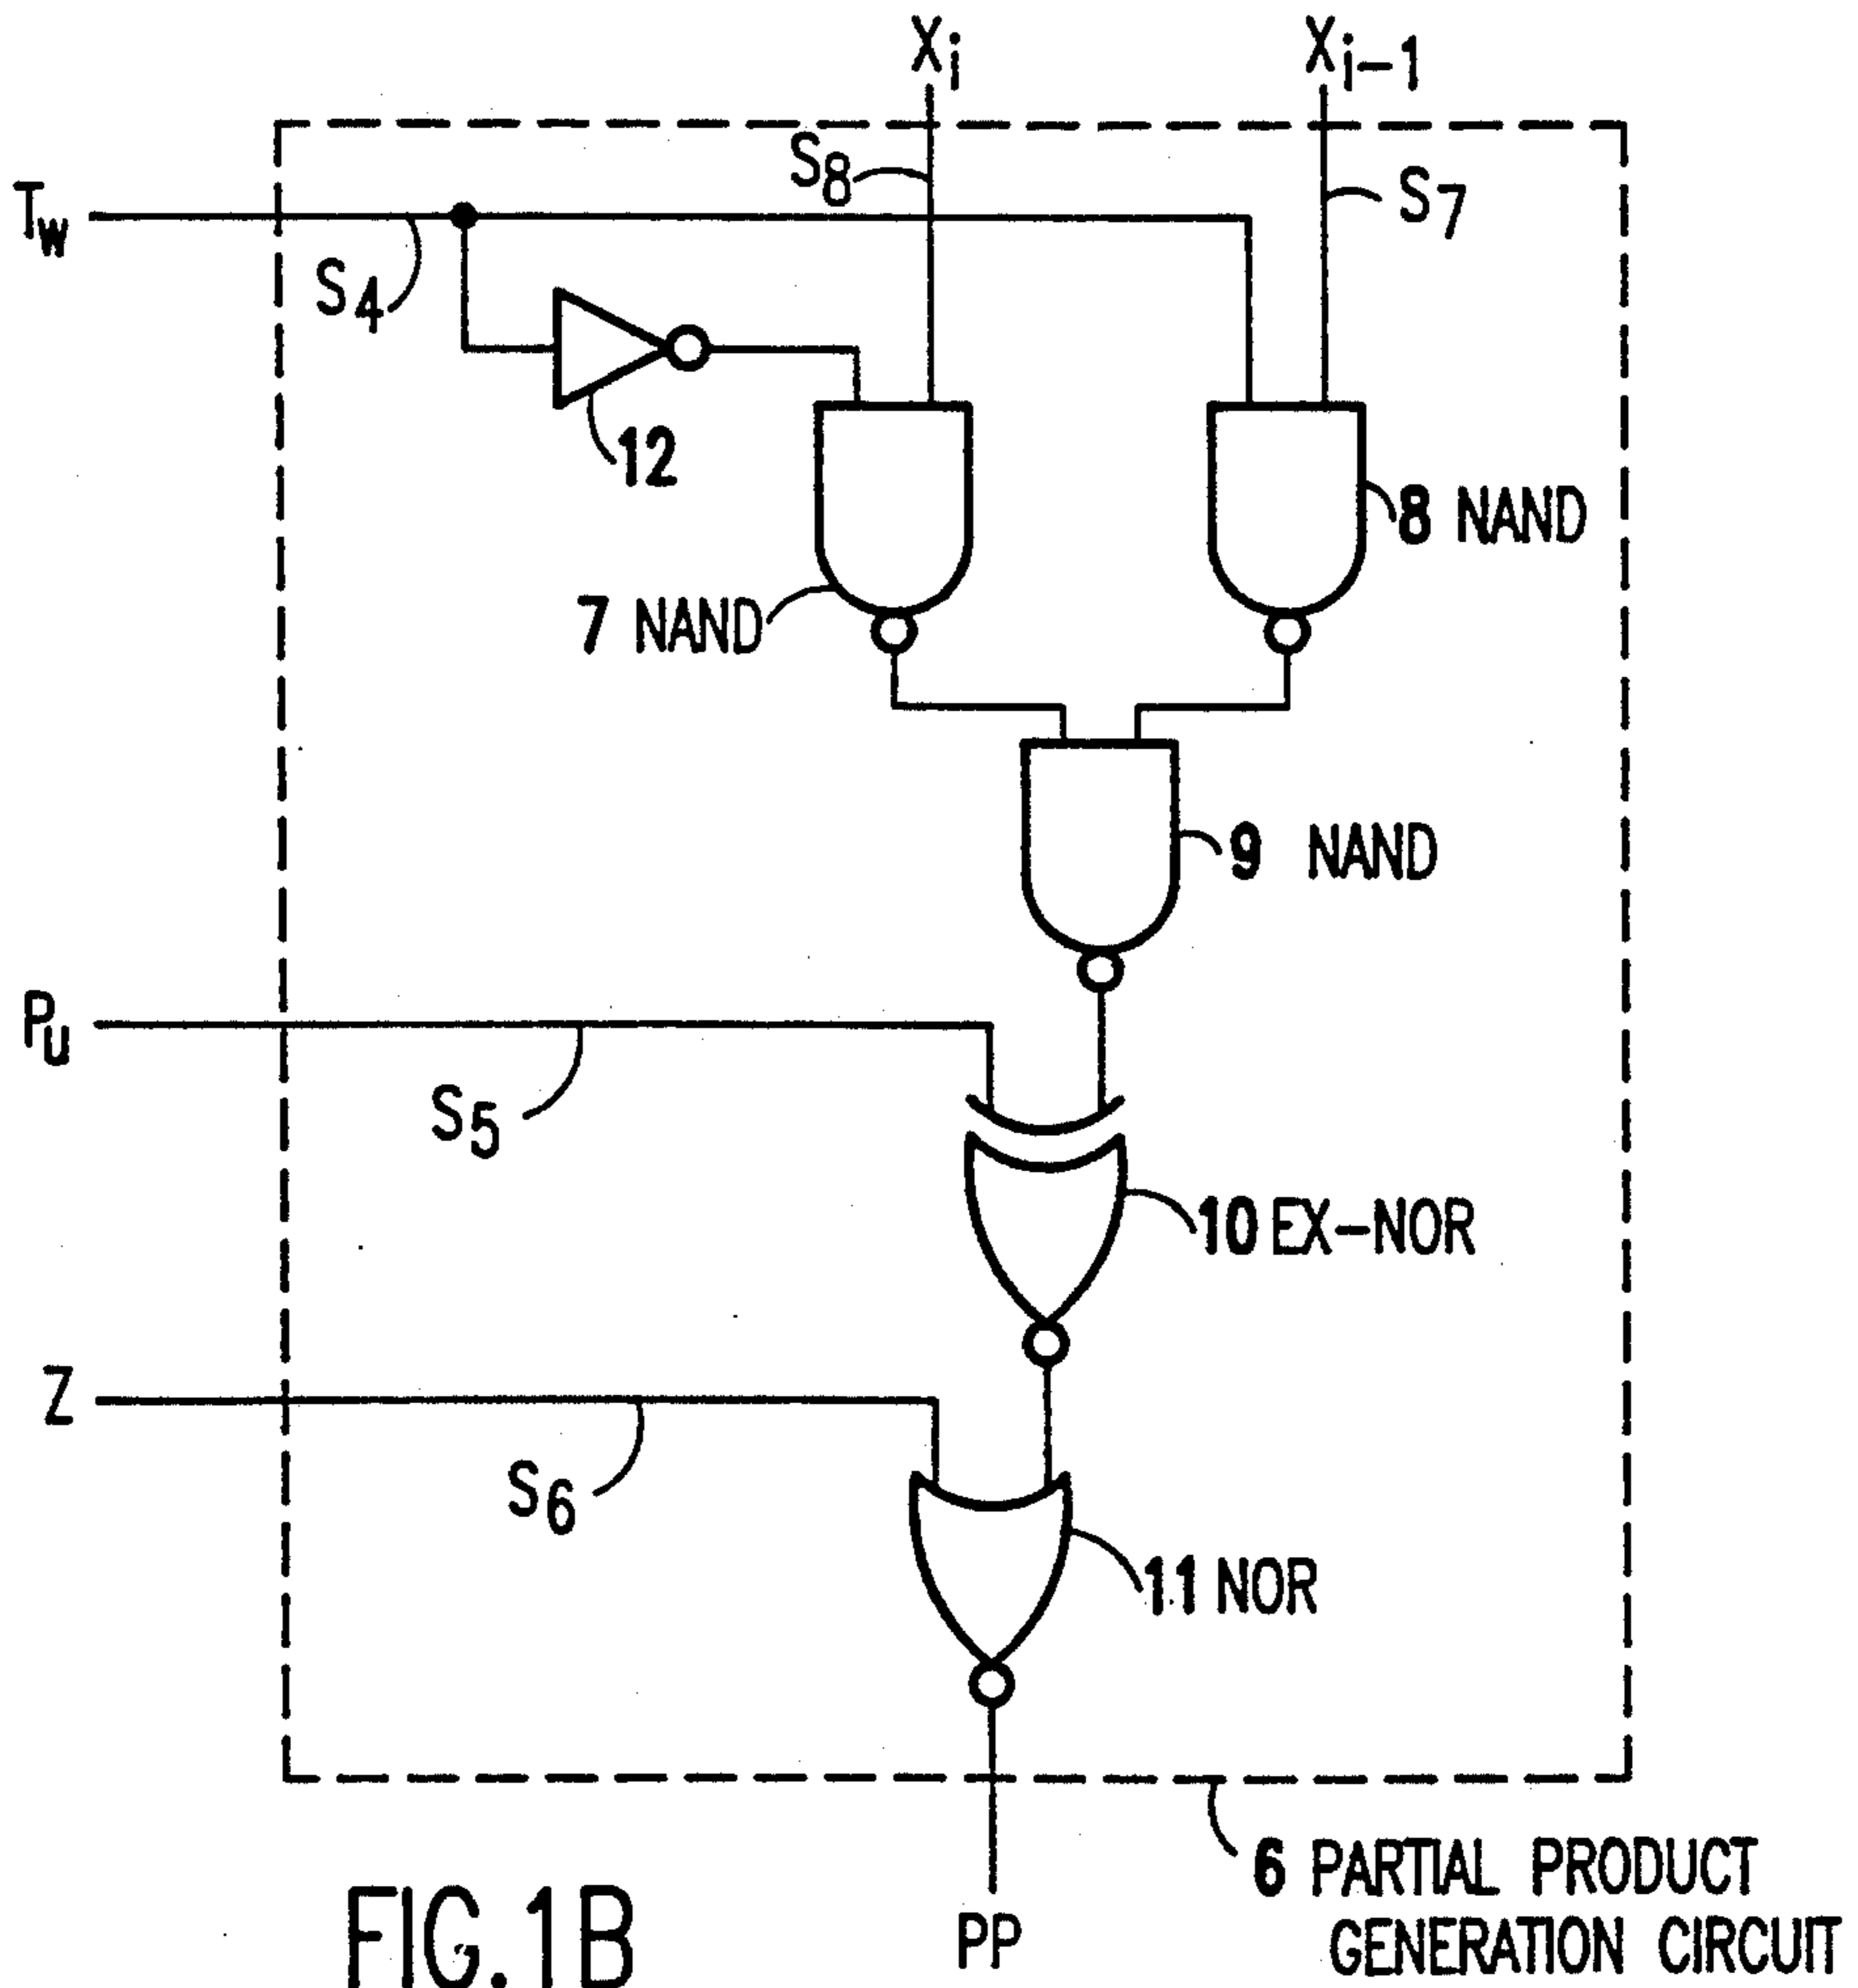 Xi
Xi-1
S8
S7
Tw
S4
12
8 NAND
7 NAND
9 NAND
Pu
S5
10 EX-NOR
Z
S6
11 NOR
6 PARTIAL PRODUCT
GENERATION CIRCUIT
PP
FIG.1B